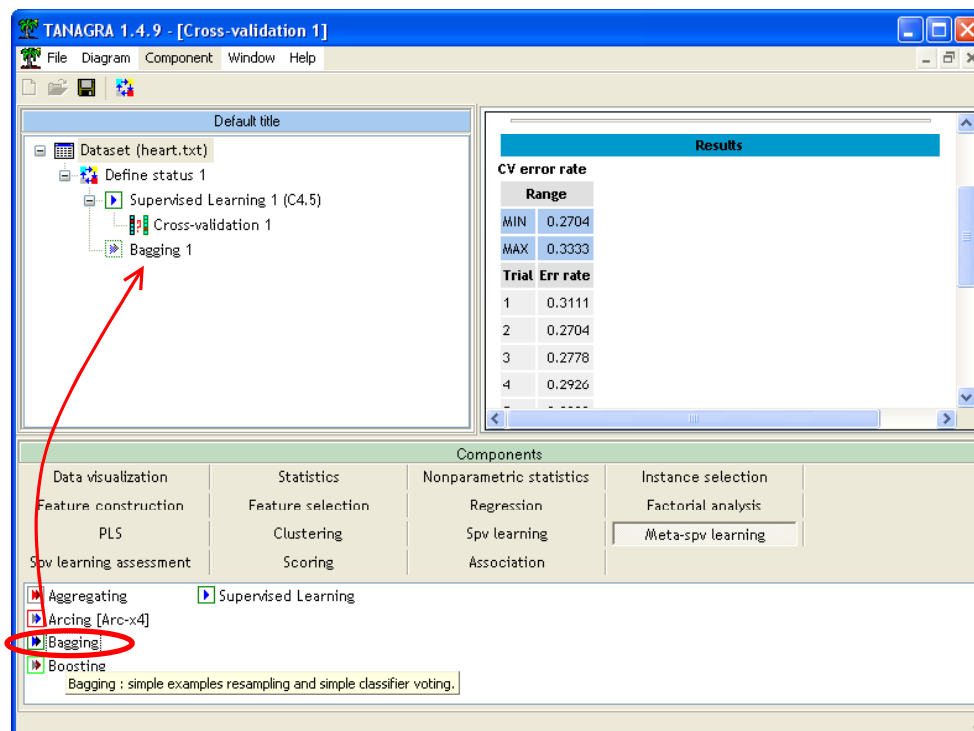 TANAGRA 1.4.9 - [Cross-validation 1]
File Diagram Component Window Help
Default title
Dataset (heart.txt)
Define status 1
Supervised Learning 1 (C4.5)
Cross-validation 1
Bagging 1
Results
CV error rate
Range
MIN 0.2704
MAX 0.3333
Trial Err rate
1 0.3111
2 0.2704
3 0.2778
4 0.2926
Components
Data visualization Statistics Nonparametric statistics Instance selection
Feature construction Feature selection Regression Factorial analysis
PLS Clustering Spv learning Meta-spv learning
Spv learning assessment Scoring Association
Aggregating Supervised Learning
Arcing [Arc-x4]
Bagging
Boosting
Bagging : simple examples resampling and simple classifier voting.